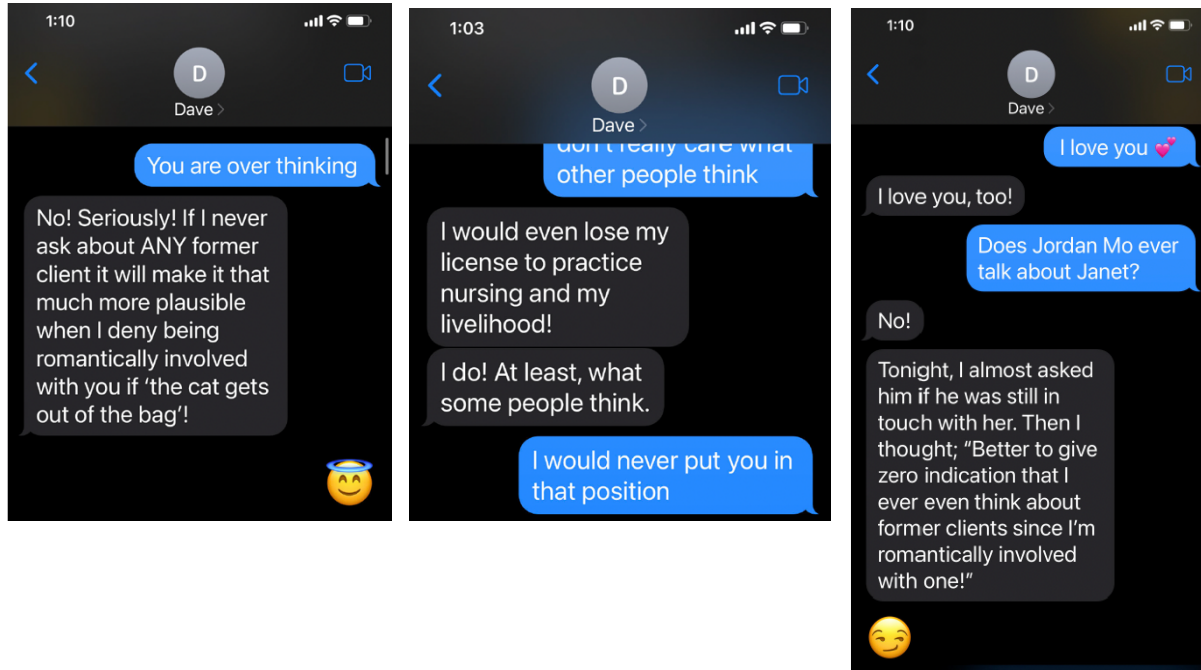 1:10
D
Dave
You are over thinking
No! Seriously! If I never
ask about ANY former
client it will make it that
much more plausible
when I deny being
romantically involved
with you if ‘the cat gets
out of the bag’!
1:03
D
Dave
don't really care what
other people think
I would even lose my
license to practice
nursing and my
livelihood!
I do! At least, what
some people think.
I would never put you in
that position
1:10
D
Dave
I love you 💞
I love you, too!
Does Jordan Mo ever
talk about Janet?
No!
Tonight, I almost asked
him if he was still in
touch with her. Then I
thought; “Better to give
zero indication that I
ever even think about
former clients since I’m
romantically involved
with one!”